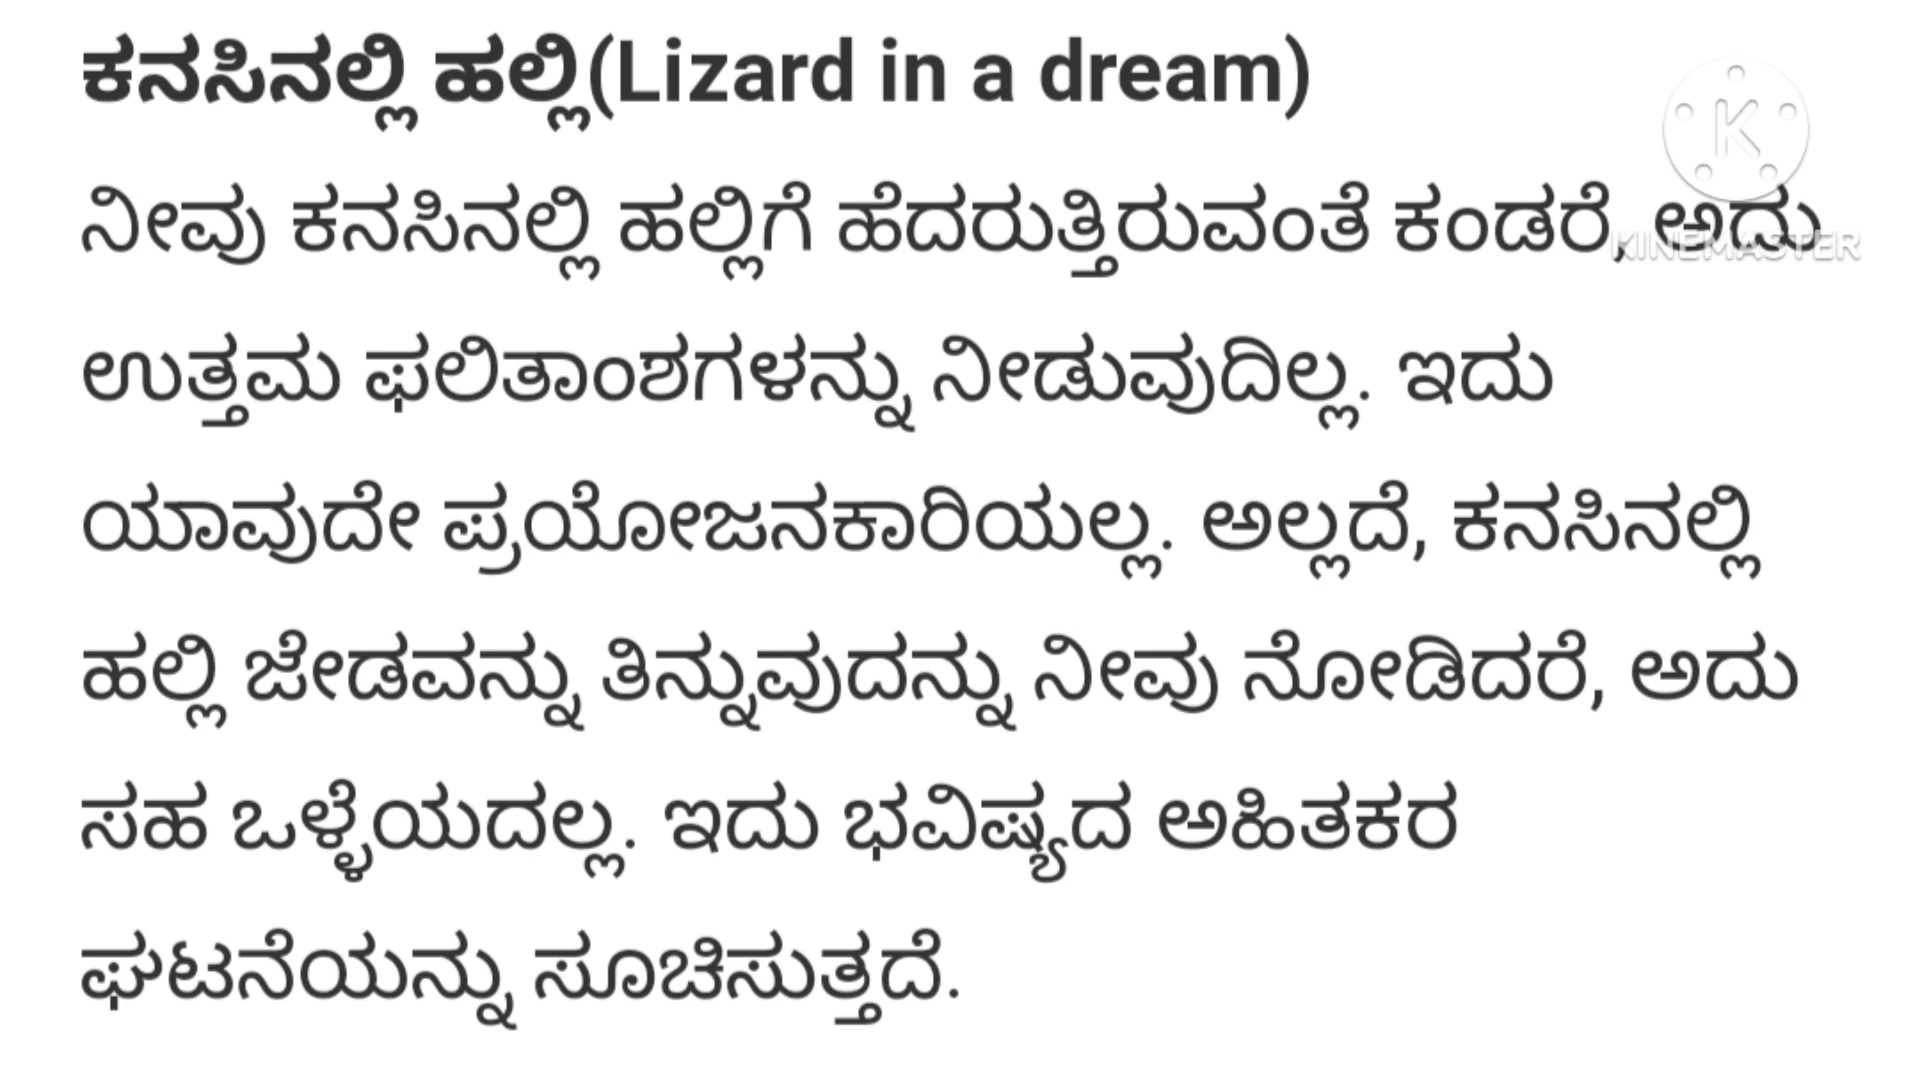 ಕನಸಿನಲ್ಲಿ ಹಲ್ಲಿ(Lizard in a dream)
K
ನೀವು ಕನಸಿನಲ್ಲಿ ಹಲ್ಲಿಗೆ ಹೆದರುತ್ತಿರುವಂತೆ ಕಂಡರೆ, ಅದು
KINEMASTER
ಉತ್ತಮ ಫಲಿತಾಂಶಗಳನ್ನು ನೀಡುವುದಿಲ್ಲ. ಇದು
ಯಾವುದೇ ಪ್ರಯೋಜನಕಾರಿಯಲ್ಲ. ಅಲ್ಲದೆ, ಕನಸಿನಲ್ಲಿ
ಹಲ್ಲಿ ಜೇಡವನ್ನು ತಿನ್ನುವುದನ್ನು ನೀವು ನೋಡಿದರೆ, ಅದು
ಸಹ ಒಳ್ಳೆಯದಲ್ಲ. ಇದು ಭವಿಷ್ಯದ ಅಹಿತಕರ
ಘಟನೆಯನ್ನು ಸೂಚಿಸುತ್ತದೆ.